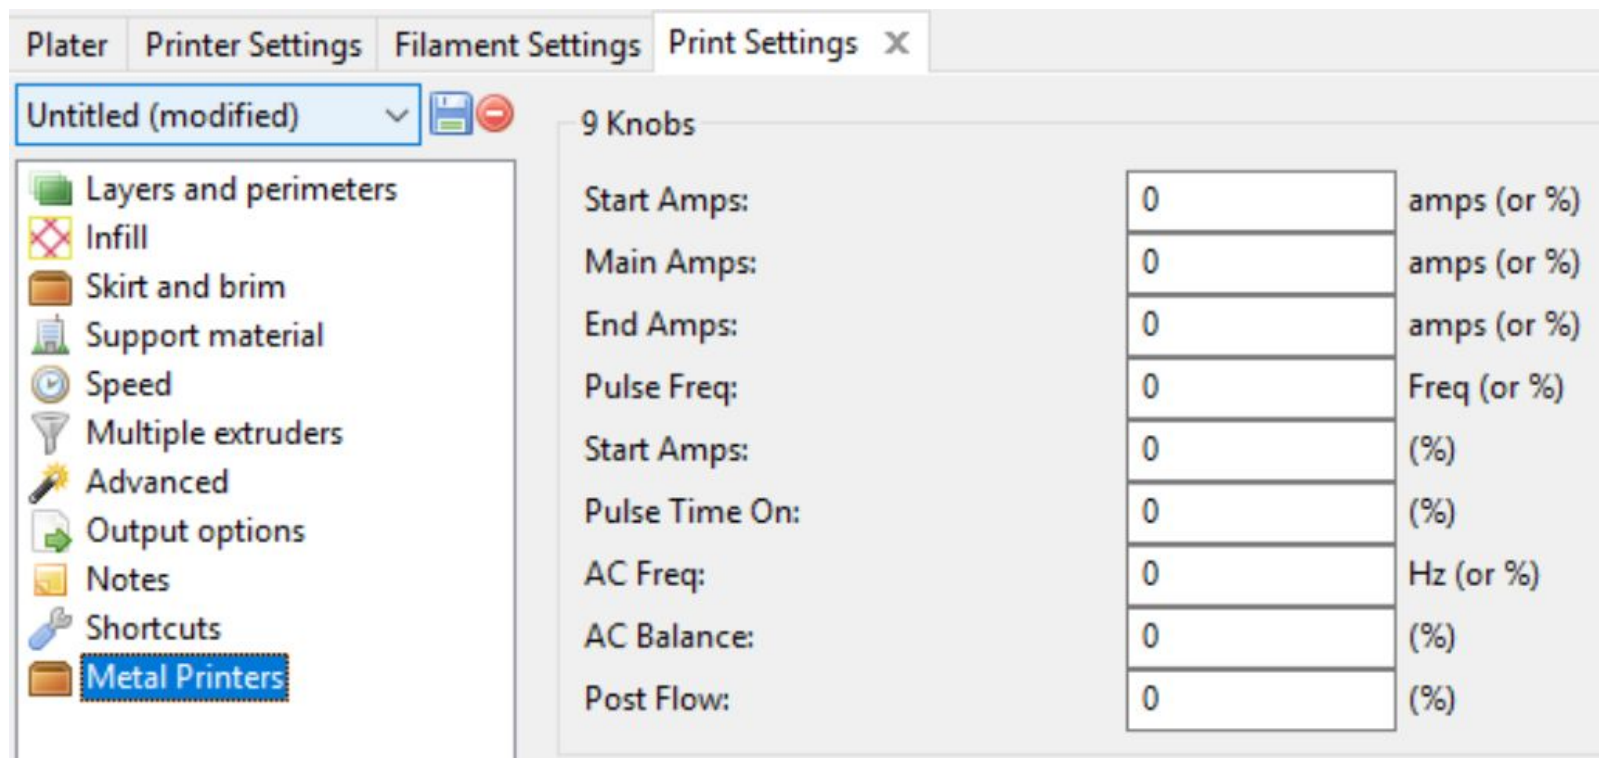 Plater Printer Settings Filament Settings Print Settings X
Untitled (modified)
Layers and perimeters
Infill
Skirt and brim
Support material
Speed
Multiple extruders
Advanced
Output options
Notes
Shortcuts
Metal Printers
9 Knobs
Start Amps: 0 amps (or %)
Main Amps: 0 amps (or %)
End Amps: 0 amps (or %)
Pulse Freq: 0 Freq (or %)
Start Amps: 0 (%)
Pulse Time On: 0 (%)
AC Freq: 0 Hz (or %)
AC Balance: 0 (%)
Post Flow: 0 (%)